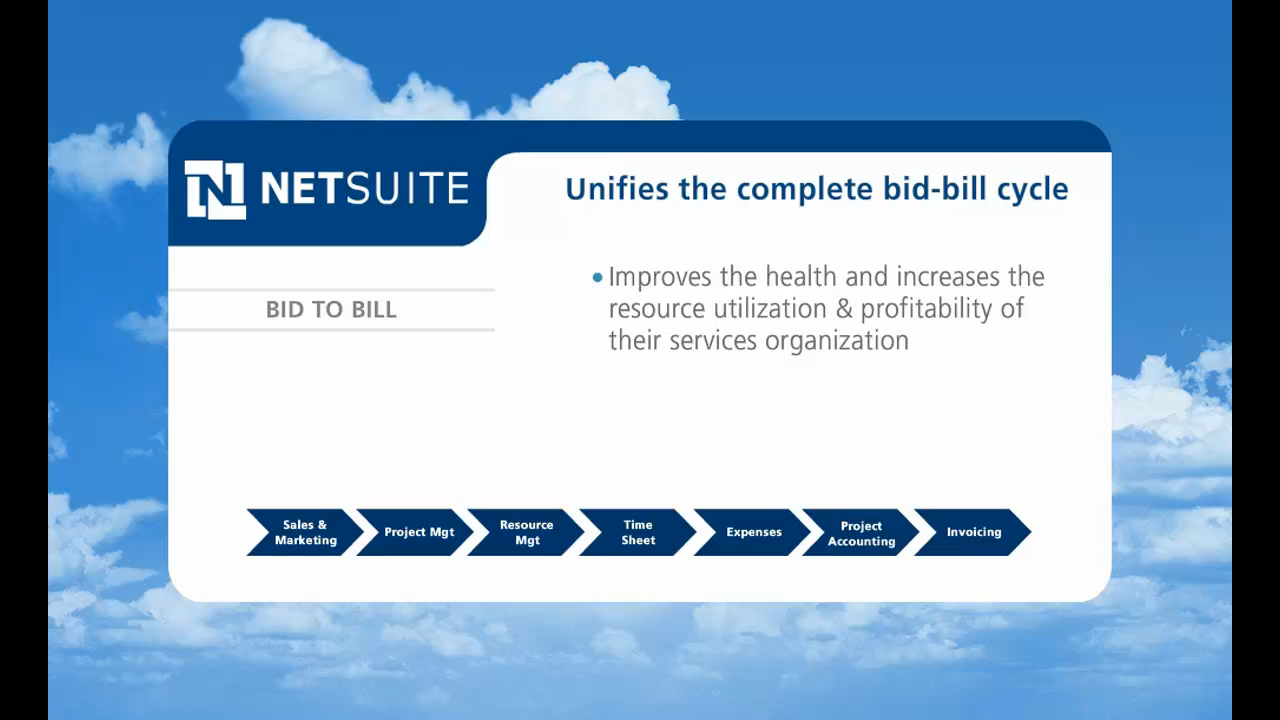 NETSUITE
Unifies the complete bid-bill cycle
BID TO BILL
•Improves the health and increases the
resource utilization & profitability of
their services organization
Sales &
Marketing
Project Mgt
Resource
Mgt
Time
Sheet
Expenses
Project
Accounting
Invoicing